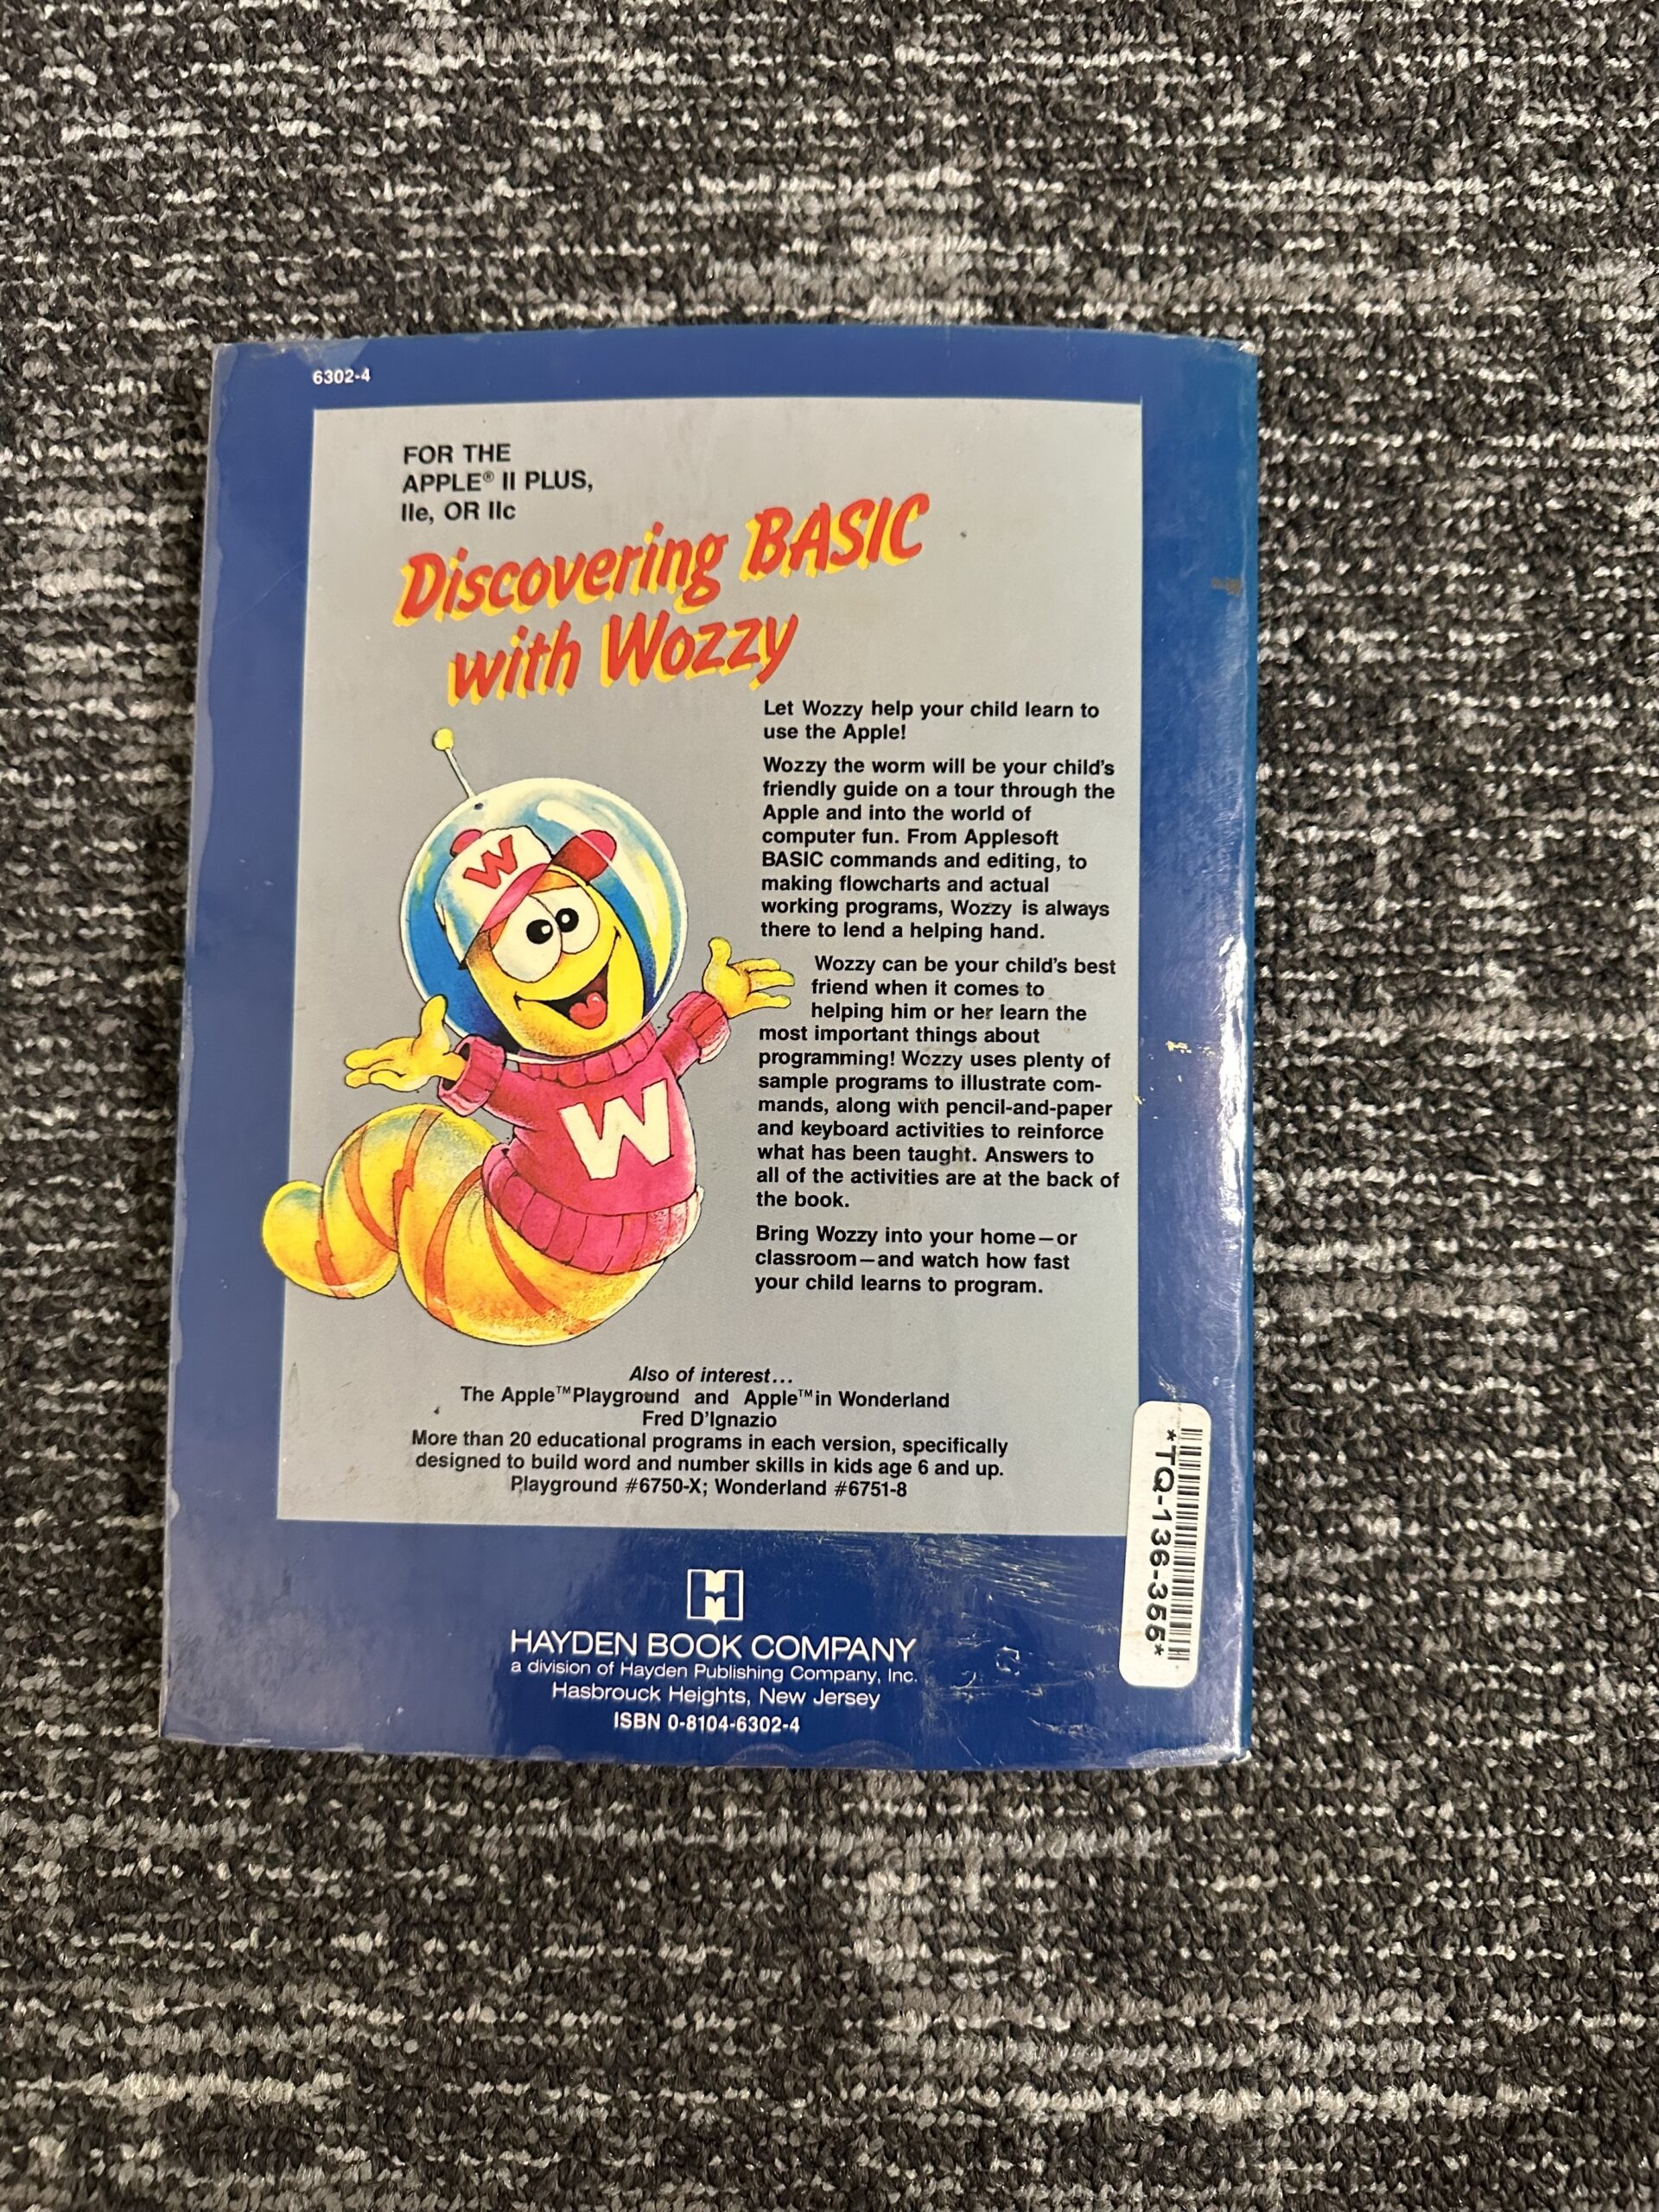 6302-4
FOR THE
APPLE® II PLUS,
IIe, OR IIc
Discovering BASIC
with Wozzy
Let Wozzy help your child learn to
use the Apple!
Wozzy the worm will be your child's
friendly guide on a tour through the
Apple and into the world of
computer fun. From Applesoft
BASIC commands and editing, to
making flowcharts and actual
working programs, Wozzy is always
there to lend a helping hand.
Wozzy can be your child's best
friend when it comes to
helping him or her learn the
most important things about
programming! Wozzy uses plenty of
sample programs to illustrate com-
mands, along with pencil-and-paper
and keyboard activities to reinforce
what has been taught. Answers to
all of the activities are at the back of
the book.
Bring Wozzy into your home—or
classroom—and watch how fast
your child learns to program.
W
W
Also of interest...
The Apple™ Playground and Apple™ in Wonderland
Fred D'Ignazio
More than 20 educational programs in each version, specifically
designed to build word and number skills in kids age 6 and up.
Playground #6750-X; Wonderland #6751-8
*TQ-136-355*
H
HAYDEN BOOK COMPANY
a division of Hayden Publishing Company, Inc.
Hasbrouck Heights, New Jersey
ISBN 0-8104-6302-4